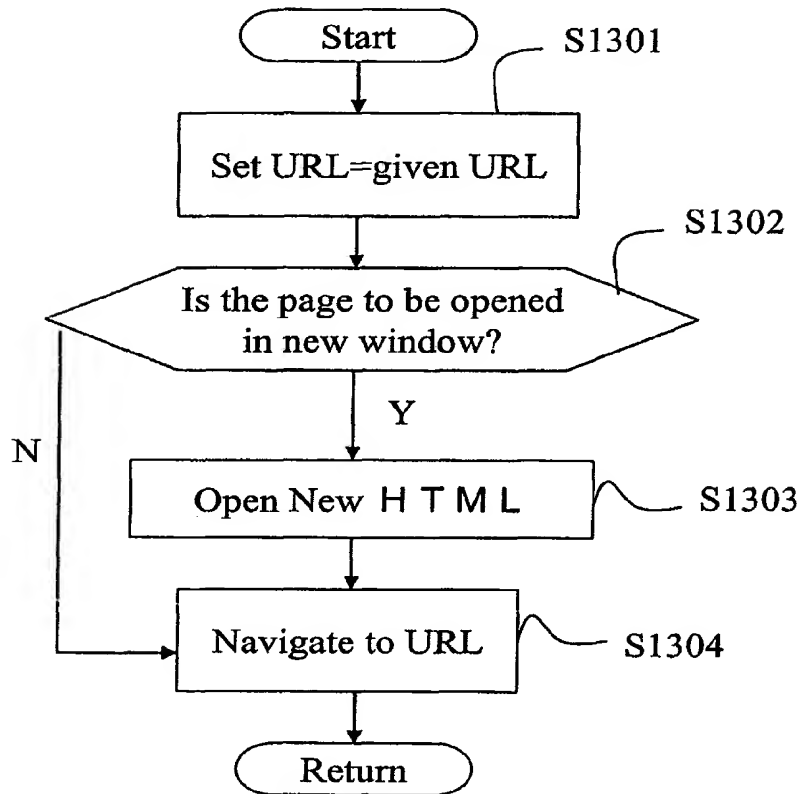 Start
S1301
Set URL=given URL
S1302
Is the page to be opened
in new window?
Y
N
Open New H T M L
S1303
Navigate to URL
S1304
Return